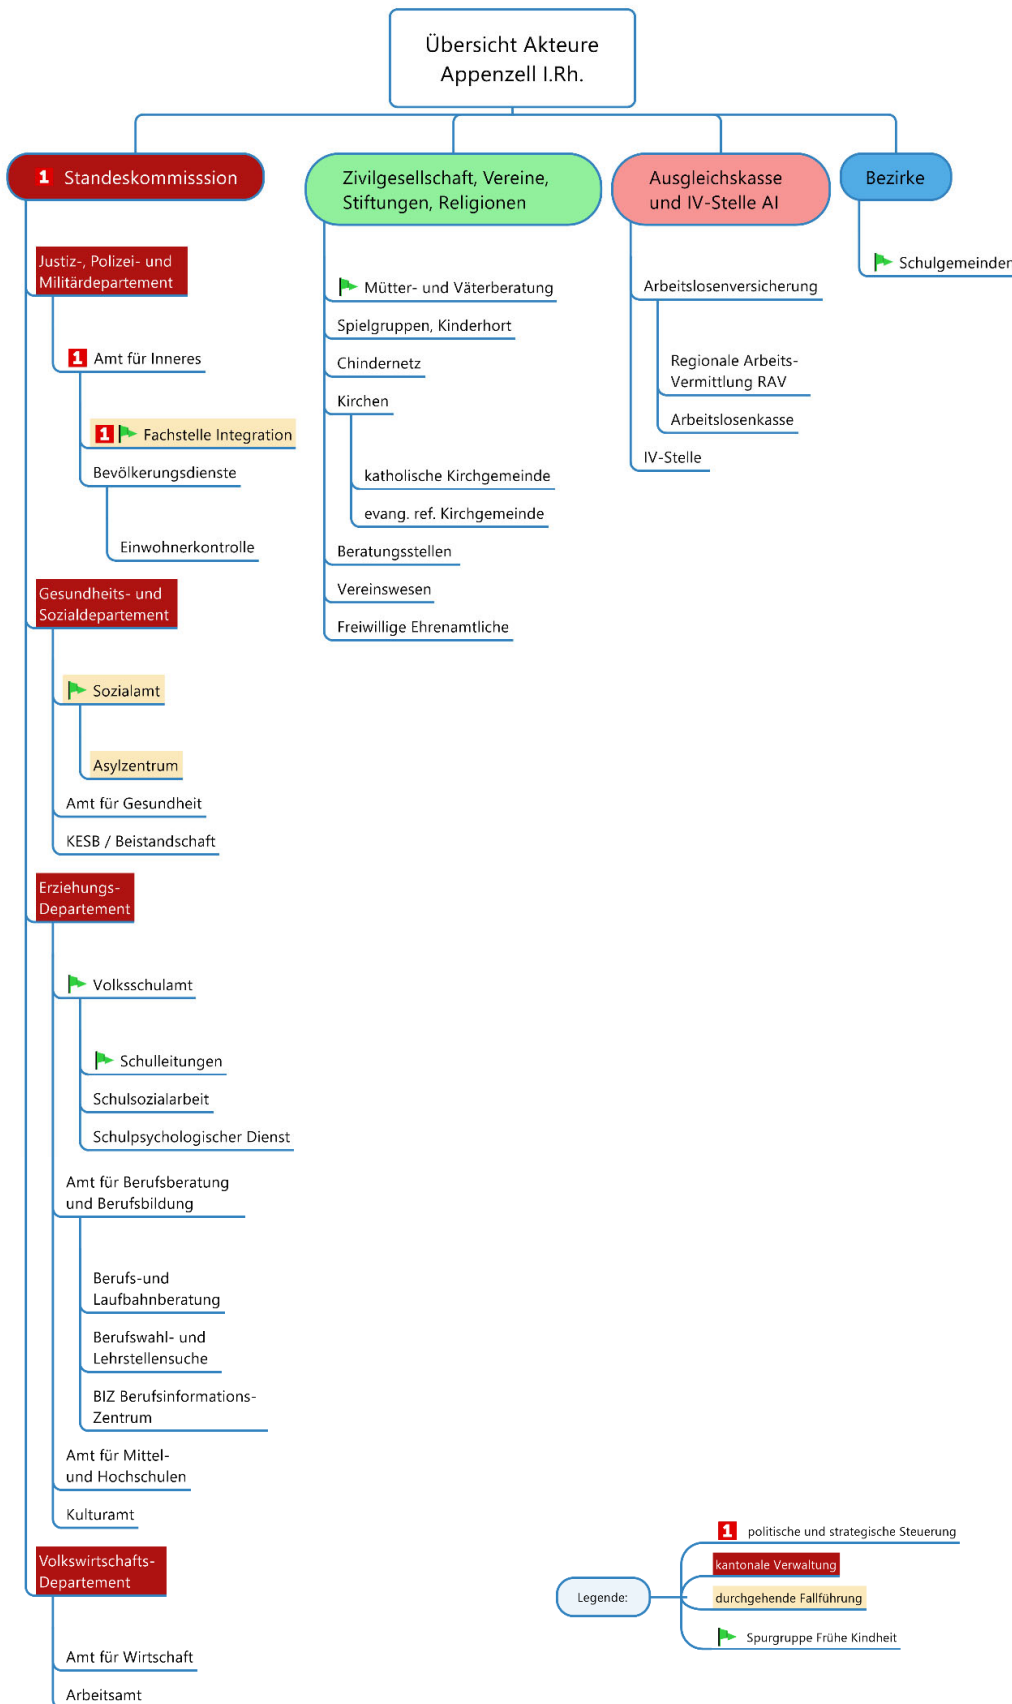 Übersicht Akteure
Appenzell I.Rh.
1 Standeskommisssion
Justiz-, Polizei- und
Militärdepartement
1 Amt für Inneres
1 Fachstelle Integration
Bevölkerungsdienste
Einwohnerkontrolle
Gesundheits- und
Sozialdepartement
Sozialamt
Asylzentrum
Amt für Gesundheit
KESB / Beistandschaft
Erziehungs-
Departement
Volksschulamt
Schulleitungen
Schulsozialarbeit
Schulpsychologischer Dienst
Amt für Berufsberatung
und Berufsbildung
Berufs-und
Laufbahnberatung
Berufswahl- und
Lehrstellensuche
BIZ Berufsinformations-
Zentrum
Amt für Mittel-
und Hochschulen
Kulturamt
Volkswirtschafts-
Departement
Amt für Wirtschaft
Arbeitsamt
Zivilgesellschaft, Vereine,
Stiftungen, Religionen
Mütter- und Väterberatung
Spielgruppen, Kinderhort
Chindernetz
Kirchen
katholische Kirchgemeinde
evang. ref. Kirchgemeinde
Beratungsstellen
Vereinswesen
Freiwillige Ehrenamtliche
Ausgleichskasse
und IV-Stelle AI
Arbeitslosenversicherung
Regionale Arbeits-
Vermittlung RAV
Arbeitslosenkasse
IV-Stelle
Bezirke
Schulgemeinden
Legende:
1 politische und strategische Steuerung
kantonale Verwaltung
durchgehende Fallführung
Spurgruppe Frühe Kindheit